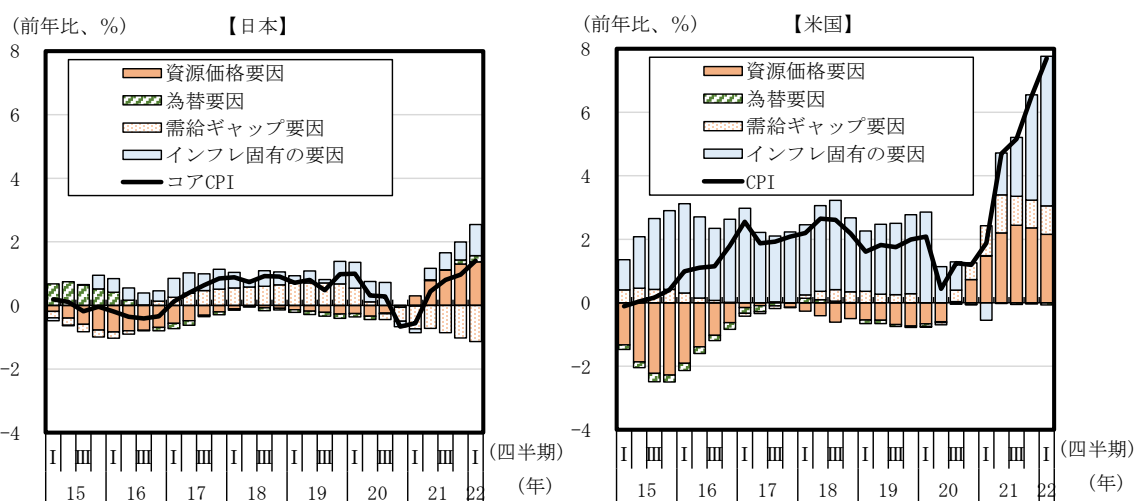 (前年比、%)
【日本】
8
6
4
2
0
-2
-4
資源価格要因
為替要因
需給ギャップ要因
インフレ固有の要因
コアCPI
Ⅰ Ⅲ Ⅰ Ⅲ Ⅰ Ⅲ Ⅰ Ⅲ Ⅰ Ⅲ Ⅰ Ⅲ Ⅰ Ⅲ Ⅰ
(四半期)
15 16 17 18 19 20 21 22
(年)
(前年比、%)
【米国】
8
6
4
2
0
-2
-4
資源価格要因
為替要因
需給ギャップ要因
インフレ固有の要因
CPI
Ⅰ Ⅲ Ⅰ Ⅲ Ⅰ Ⅲ Ⅰ Ⅲ Ⅰ Ⅲ Ⅰ Ⅲ Ⅰ Ⅲ Ⅰ
(四半期)
15 16 17 18 19 20 21 22
(年)